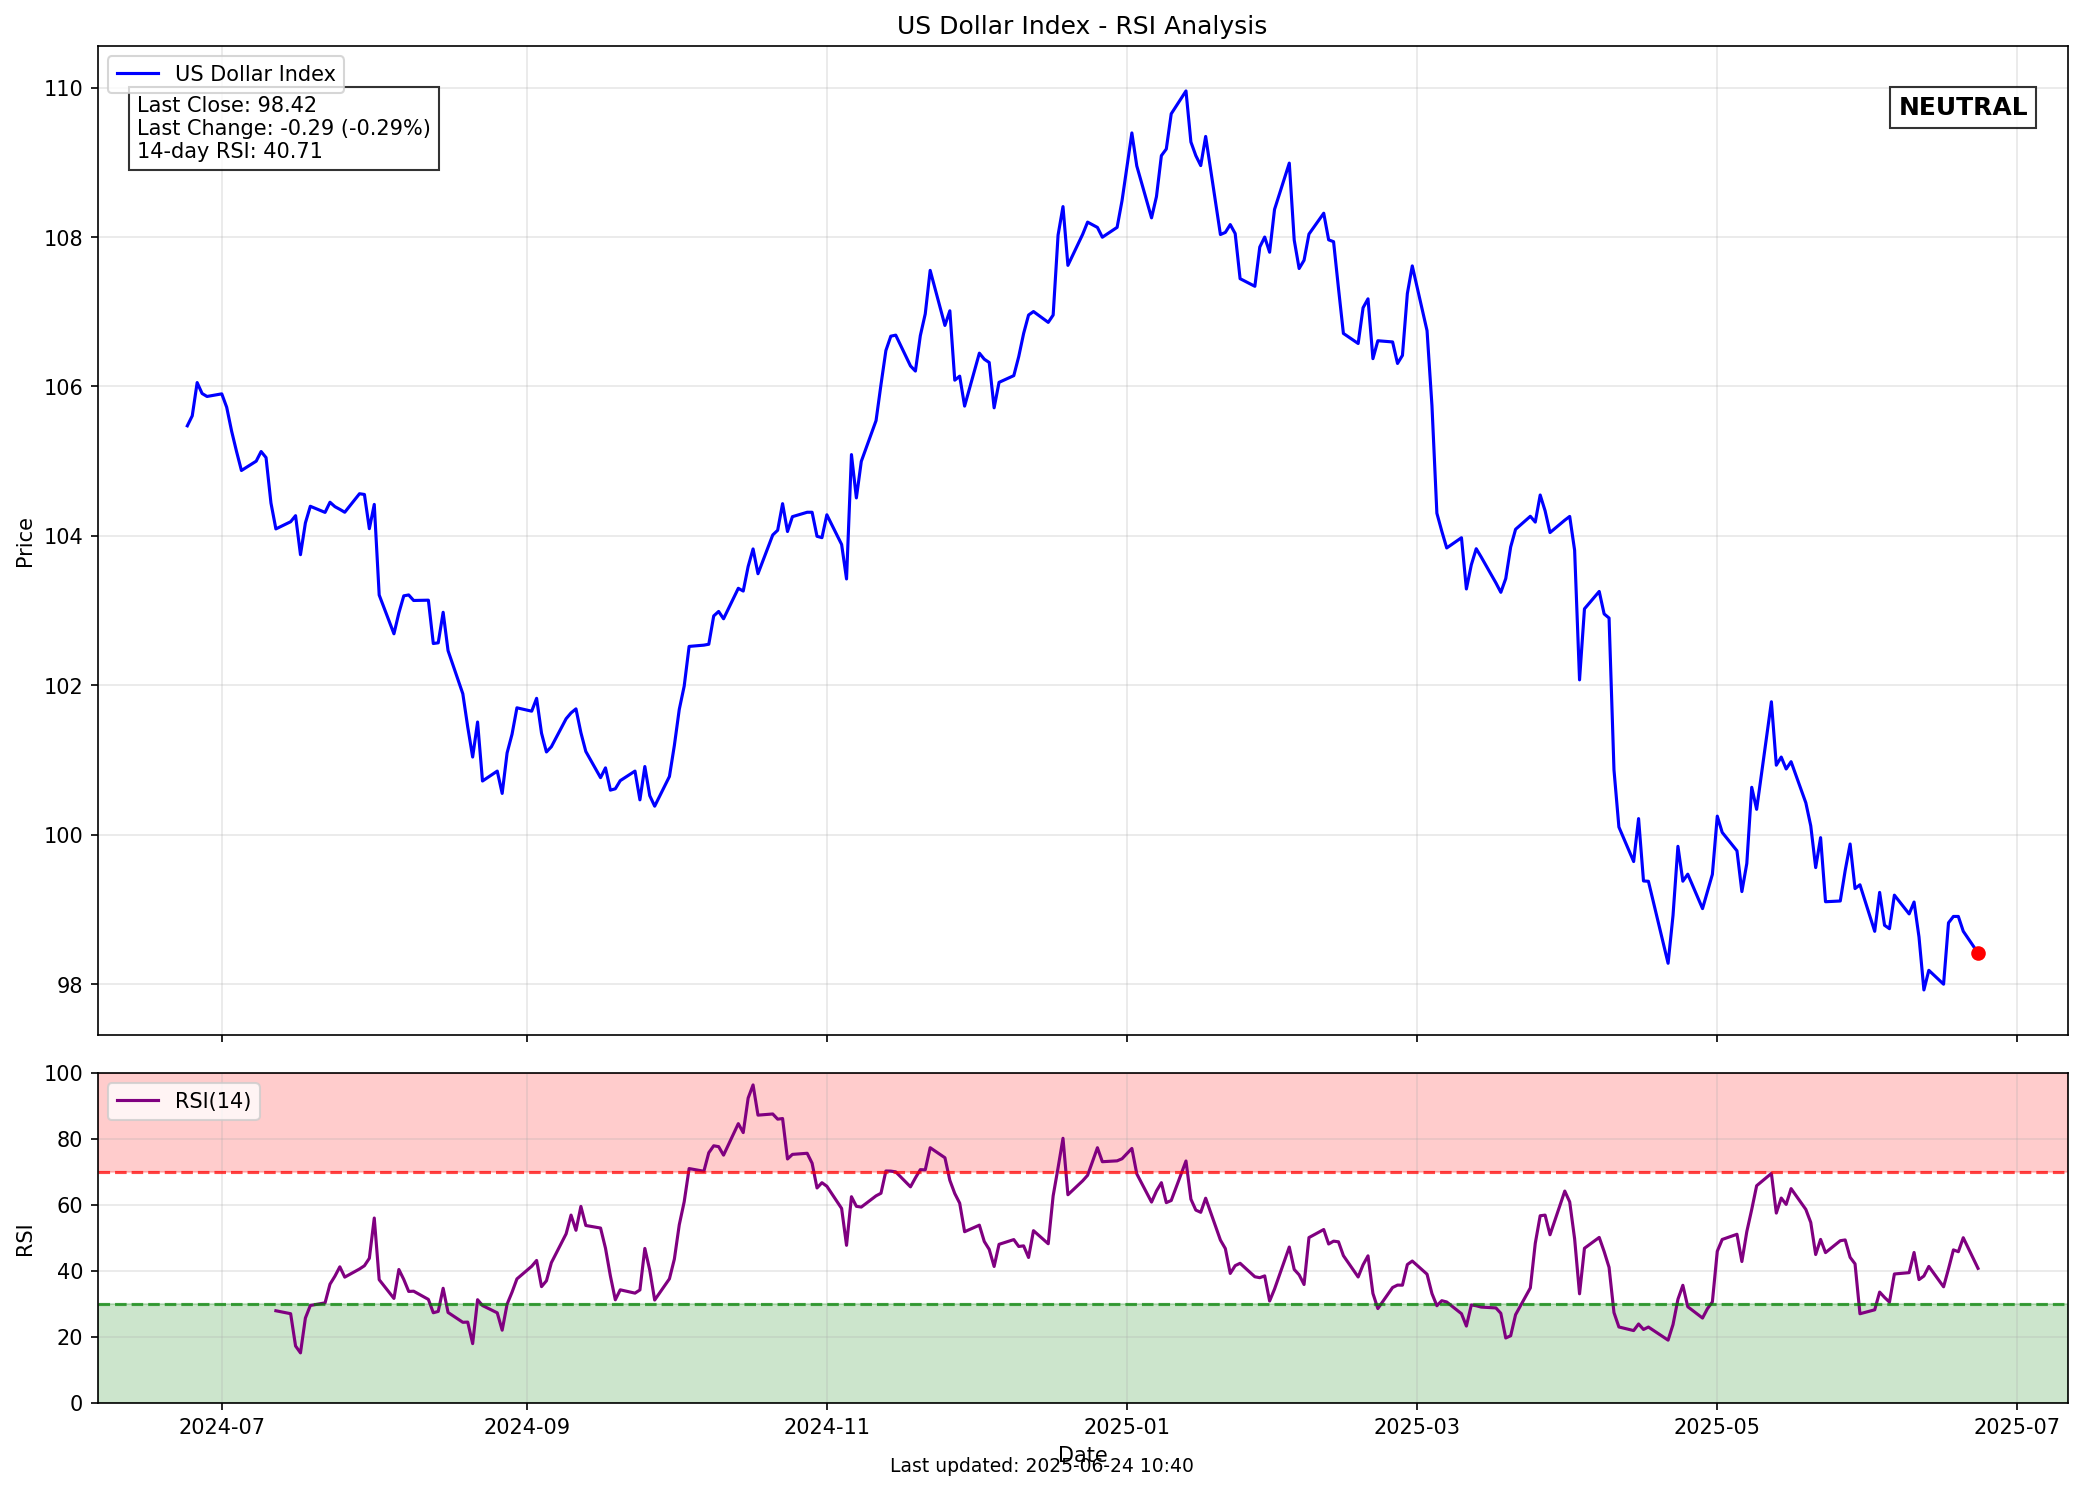 US Dollar Index - RSI Analysis
US Dollar Index
Last Close: 98.42
Last Change: -0.29 (-0.29%)
14-day RSI: 40.71
NEUTRAL
110
108
106
104
102
100
98
Price
RSI(14)
100
80
60
40
20
0
RSI
2024-07
2024-09
2024-11
2025-01
2025-03
2025-05
2025-07
Date
Last updated: 2025-06-24 10:40